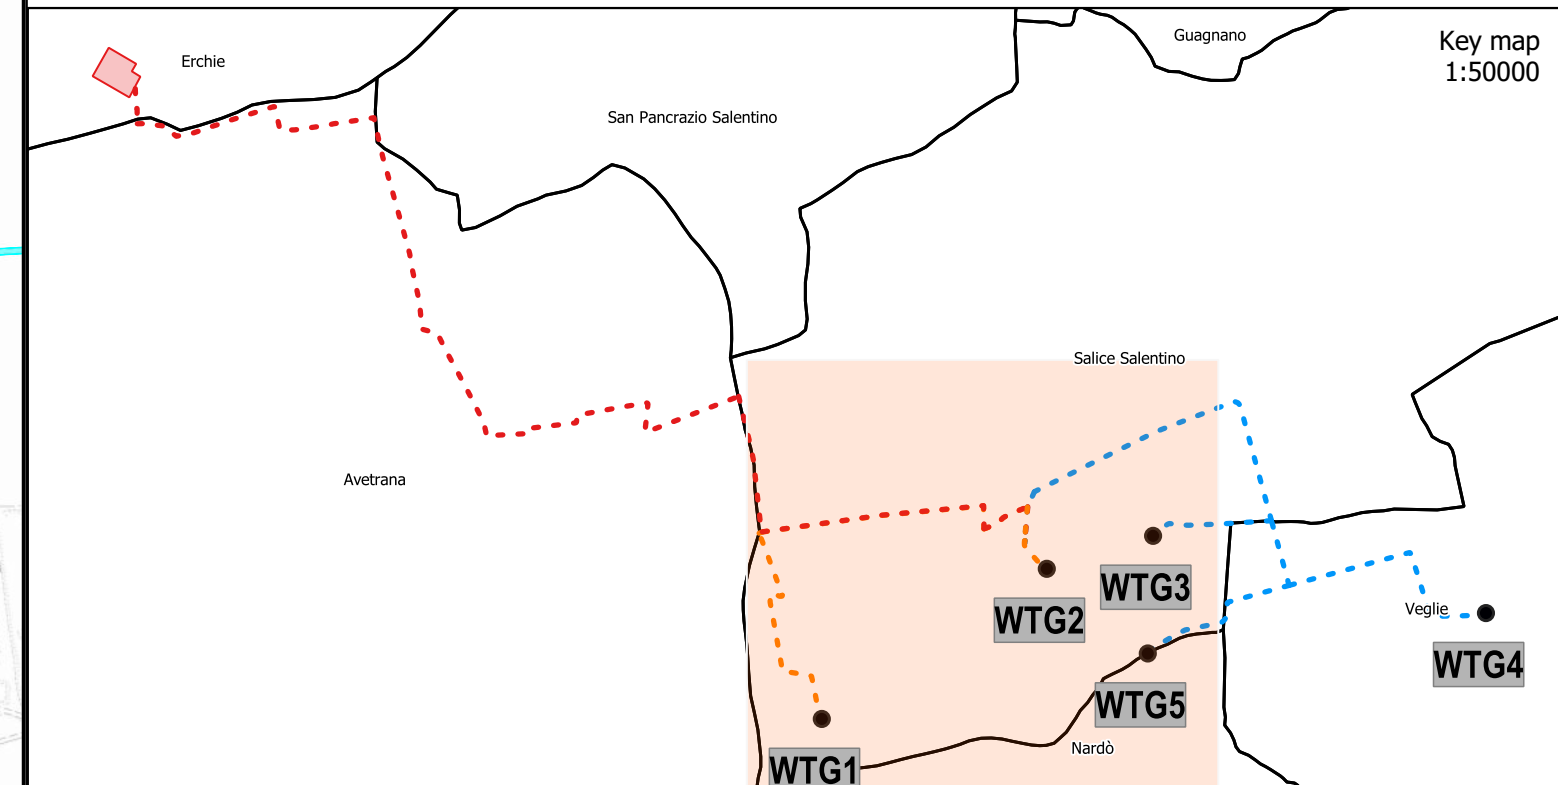 Guagnano
Key map
1:50000
Erchie
San Pancrazio Salentino
Salice Salentino
Avetrana
WTG3
WTG2
Veglie
WTG4
WTG5
Nardò
WTG1